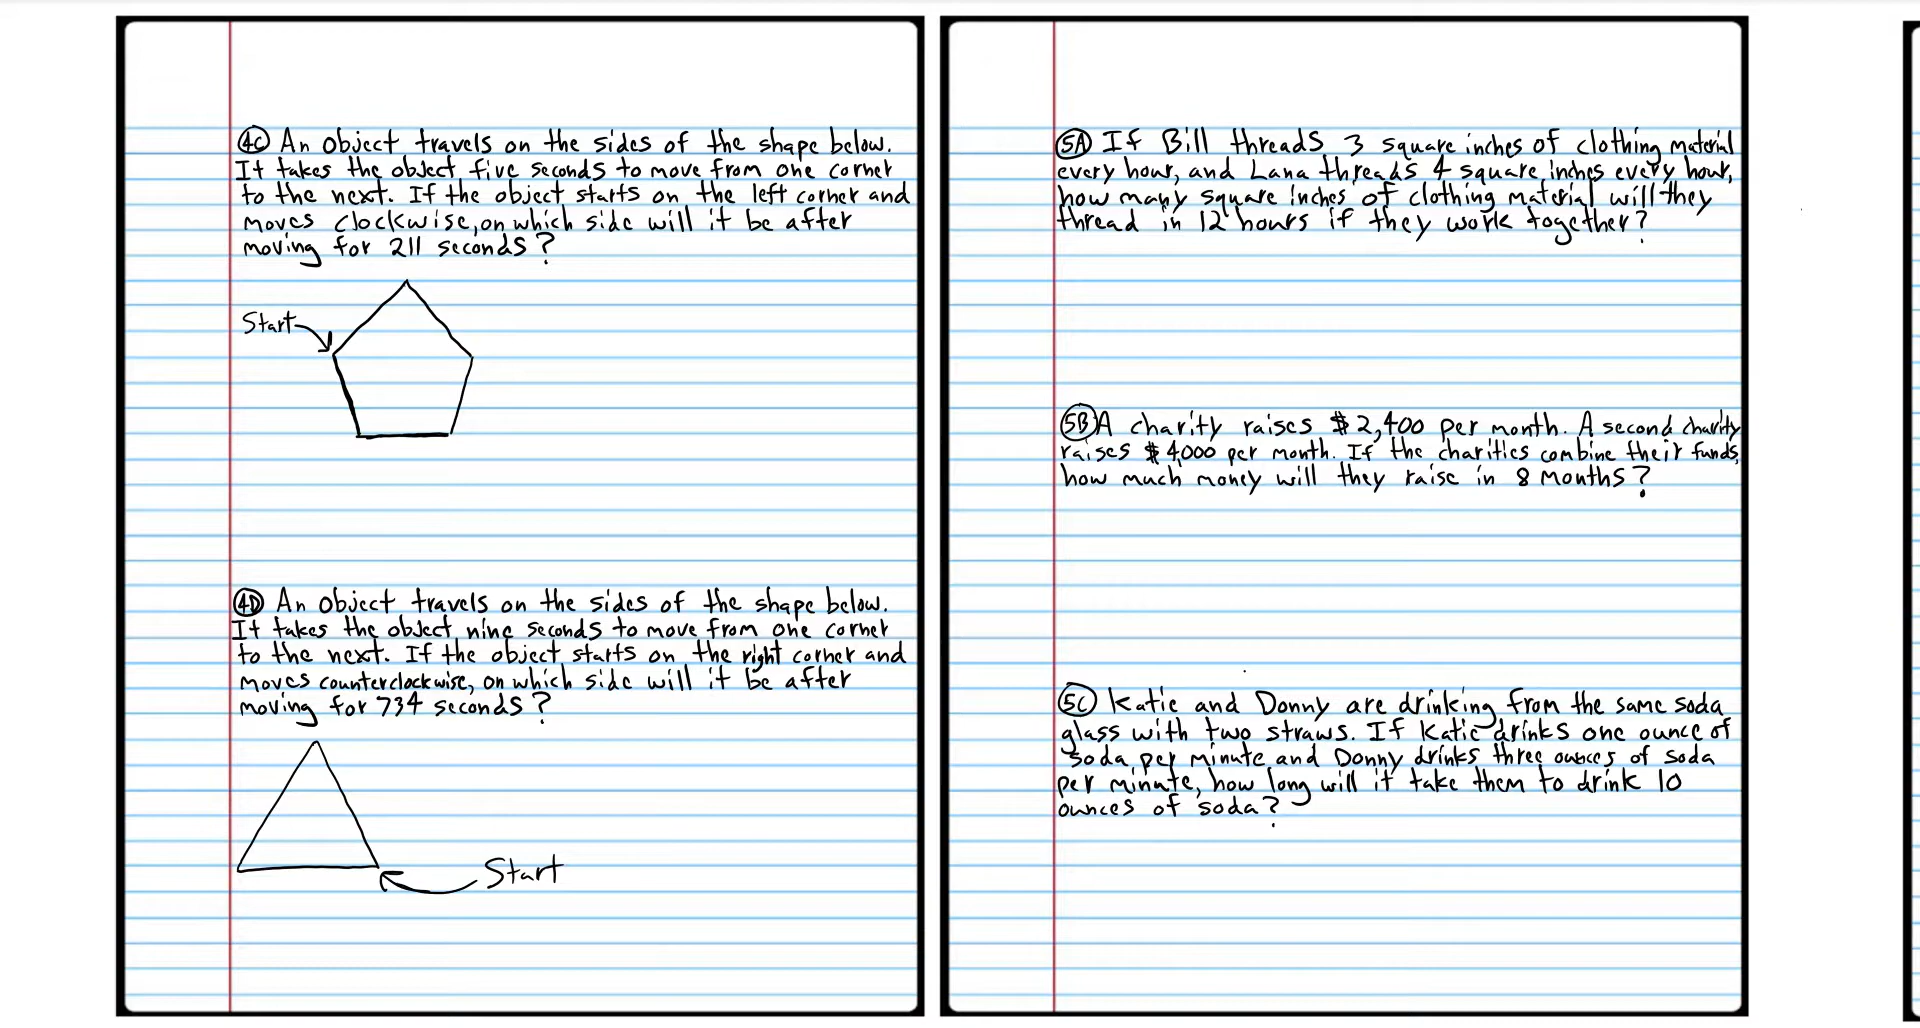 4C An object travels on the sides of the shape below.
It takes the object five seconds to move from one corner
to the next. If the object starts on the left corner and
moves clockwise, on which side will it be after
moving for 211 seconds?
Start
4D An object travels on the sides of the shape below.
It takes the object nine seconds to move from one corner
to the next. If the object starts on the right corner and
moves counterclockwise, on which side will it be after
moving for 734 seconds?
Start
5A If Bill threads 3 square inches of clothing material
every hour, and Lana threads 4 square inches every hour,
how many square inches of clothing material will they
thread in 12 hours if they work together?
5B A charity raises $2,400 per month. A second charity
raises $4,000 per month. If the charities combine their funds,
how much money will they raise in 8 months?
5C Katie and Donny are drinking from the same soda
glass with two straws. If Katie drinks one ounce of
soda per minute and Donny drinks three ounces of soda
per minute, how long will it take them to drink 10
ounces of soda?